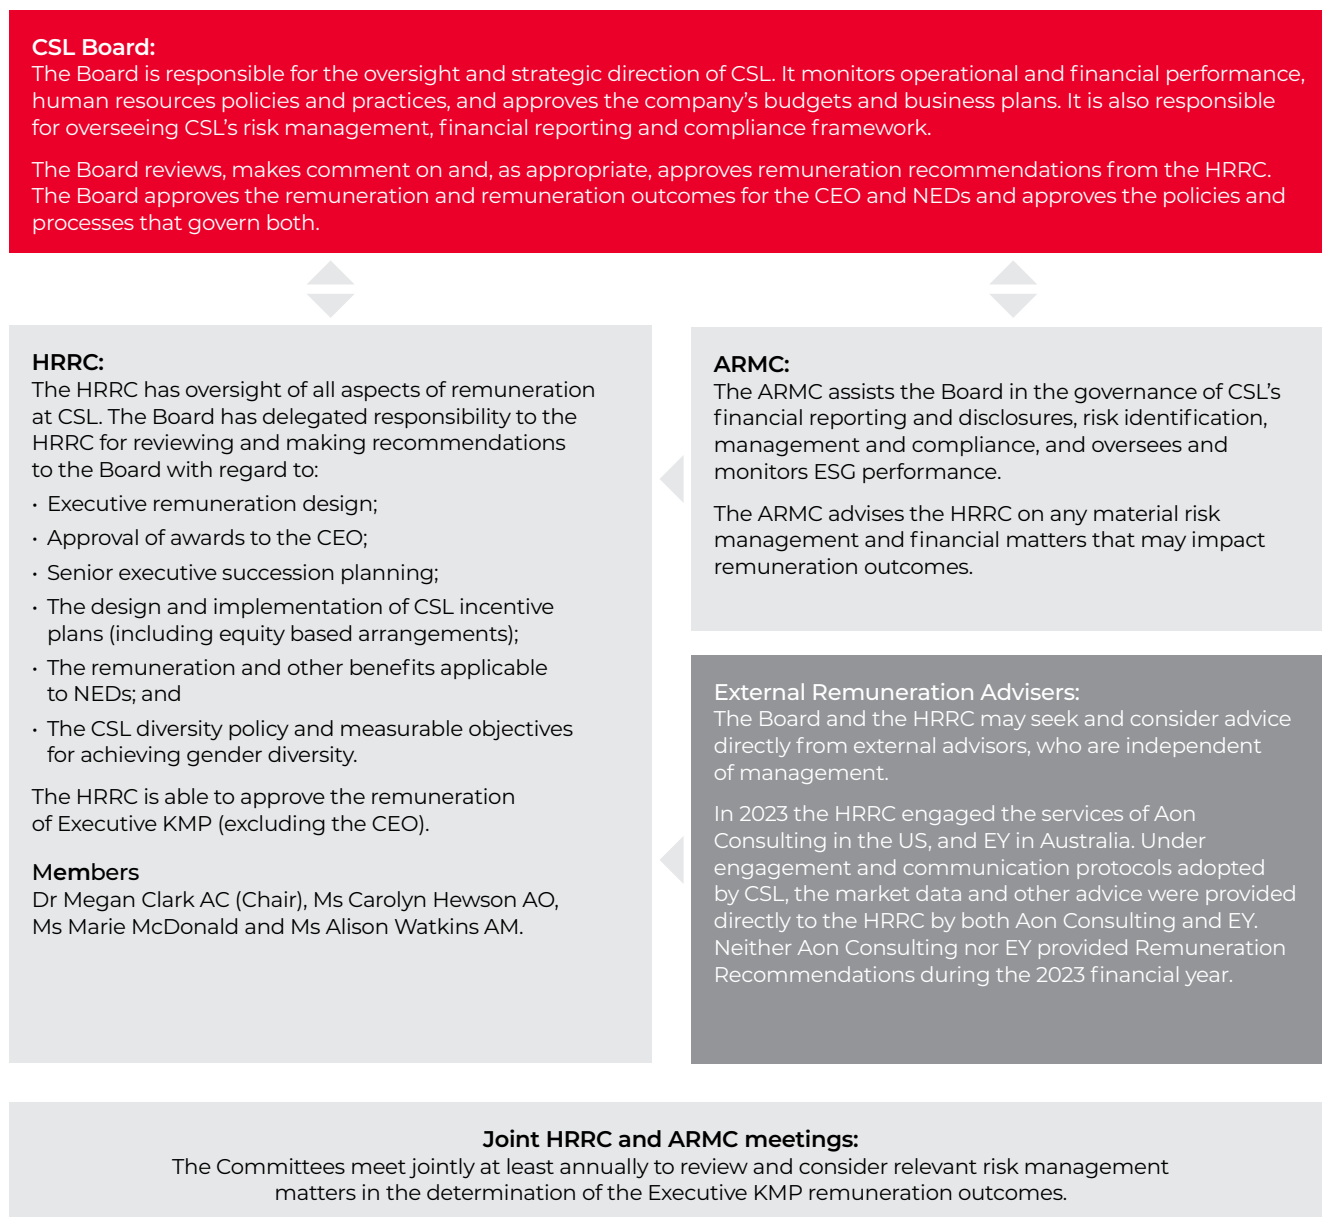 CSL Board:
The Board is responsible for the oversight and strategic direction of CSL. It monitors operational and financial performance,
human resources policies and practices, and approves the company's budgets and business plans. It is also responsible
for overseeing CSL's risk management, financial reporting and compliance framework.
The Board reviews, makes comment on and, as appropriate, approves remuneration recommendations from the HRRC.
The Board approves the remuneration and remuneration outcomes for the CEO and NEDs and approves the policies and
processes that govern both.
HRRC:
The HRRC has oversight of all aspects of remuneration
at CSL. The Board has delegated responsibility to the
HRRC for reviewing and making recommendations
to the Board with regard to:
• Executive remuneration design;
• Approval of awards to the CEO;
• Senior executive succession planning;
• The design and implementation of CSL incentive
plans (including equity based arrangements);
• The remuneration and other benefits applicable
to NEDs; and
• The CSL diversity policy and measurable objectives
for achieving gender diversity.
The HRRC is able to approve the remuneration
of Executive KMP (excluding the CEO).
Members
Dr Megan Clark AC (Chair), Ms Carolyn Hewson AO,
Ms Marie McDonald and Ms Alison Watkins AM.
ARMC:
The ARMC assists the Board in the governance of CSL's
financial reporting and disclosures, risk identification,
management and compliance, and oversees and
monitors ESG performance.
The ARMC advises the HRRC on any material risk
management and financial matters that may impact
remuneration outcomes.
External Remuneration Advisers:
The Board and the HRRC may seek and consider advice
directly from external advisors, who are independent
of management.
In 2023 the HRRC engaged the services of Aon
Consulting in the US, and EY in Australia. Under
engagement and communication protocols adopted
by CSL, the market data and other advice were provided
directly to the HRRC by both Aon Consulting and EY.
Neither Aon Consulting nor EY provided Remuneration
Recommendations during the 2023 financial year.
Joint HRRC and ARMC meetings:
The Committees meet jointly at least annually to review and consider relevant risk management
matters in the determination of the Executive KMP remuneration outcomes.